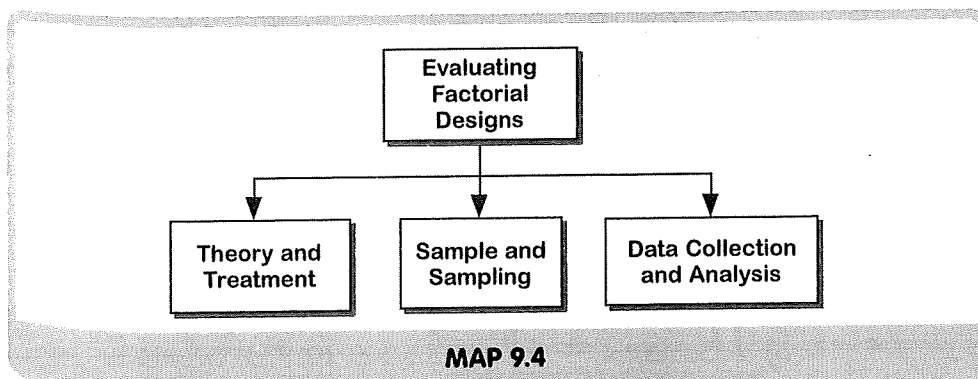 Evaluating
Factorial
Designs
Theory and
Treatment
Sample and
Sampling
Data Collection
and Analysis
MAP 9.4